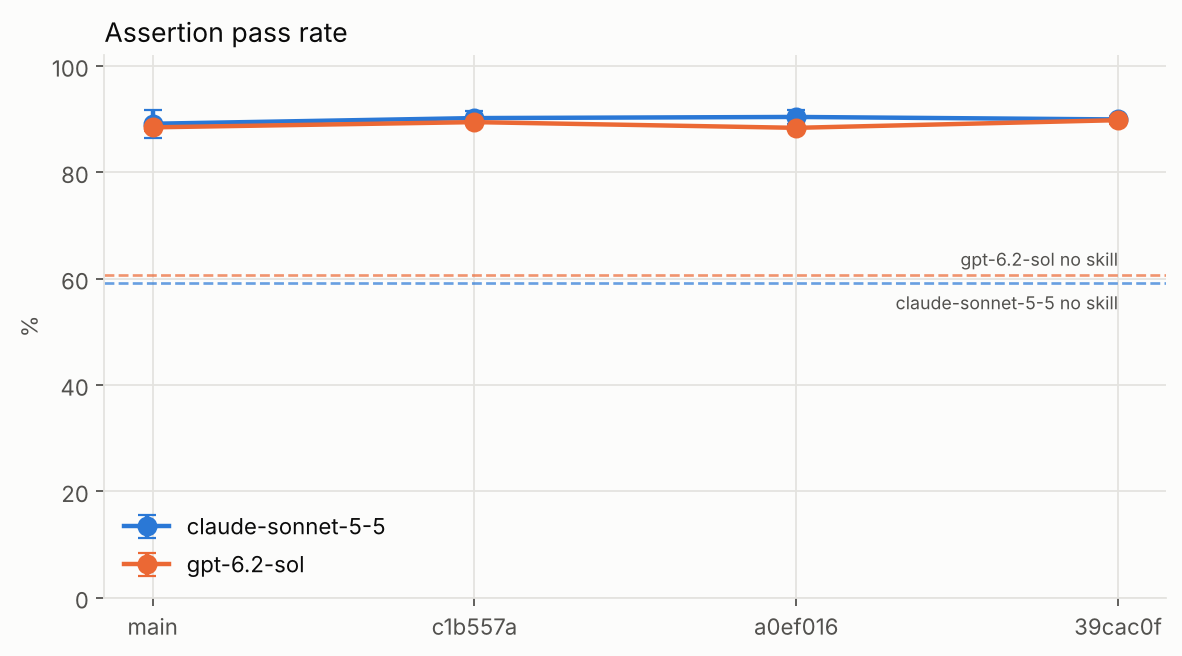 Assertion pass rate
100
80
60
40
20
0
%
gpt-6.2-sol no skill
claude-sonnet-5-5 no skill
claude-sonnet-5-5
gpt-6.2-sol
main
c1b557a
a0ef016
39cac0f